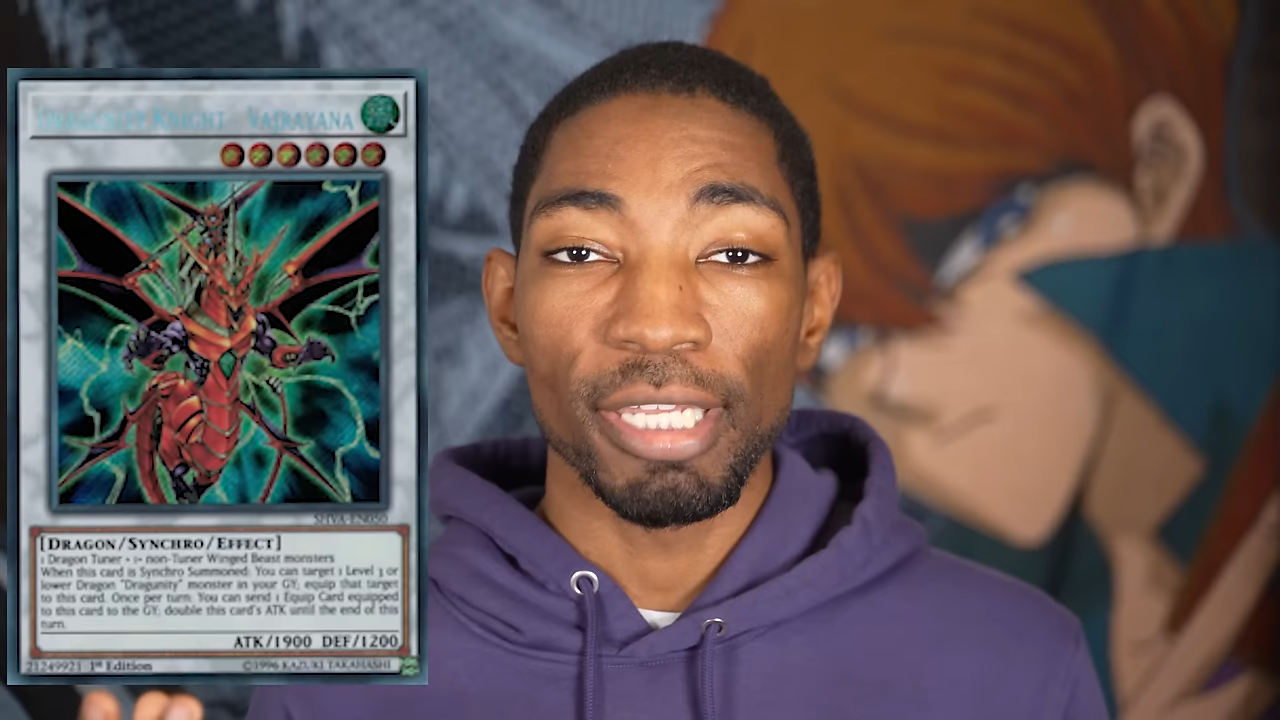 Dragunity Knight - Vajrayana
SHVA-EN050
[Dragon/Synchro/Effect]
1 Dragon Tuner + 1+ non-Tuner Winged Beast monsters
When this card is Synchro Summoned: You can target 1 Level 3 or
lower Dragon "Dragunity" monster in your GY; equip that target
to this card. Once per turn: You can send 1 Equip Card equipped
to this card to the GY; double this card's ATK until the end of this
turn.
ATK/1900 DEF/1200
21249921 1st Edition
©1996 KAZUKI TAKAHASHI